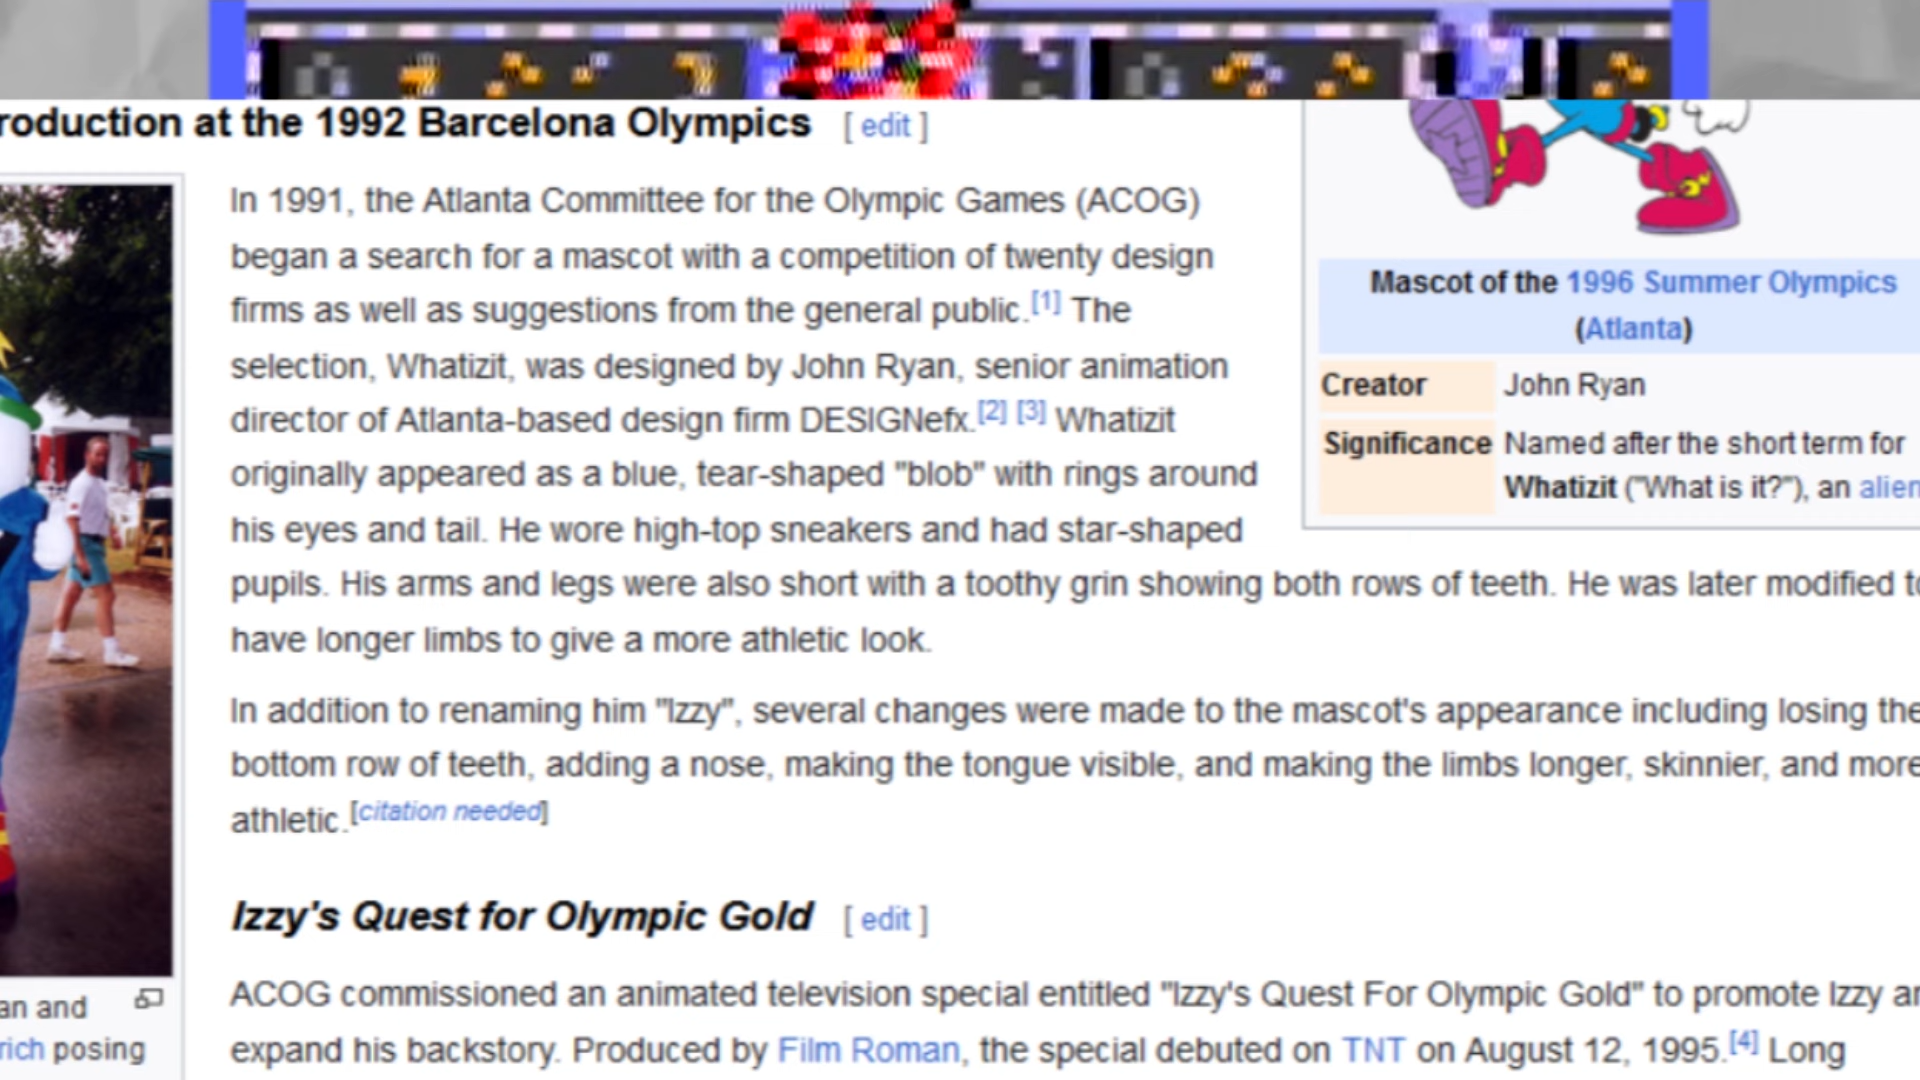 roduction at the 1992 Barcelona Olympics [ edit ]
In 1991, the Atlanta Committee for the Olympic Games (ACOG)
began a search for a mascot with a competition of twenty design
firms as well as suggestions from the general public.[1] The
selection, Whatizit, was designed by John Ryan, senior animation
director of Atlanta-based design firm DESIGNefx.[2] [3] Whatizit
originally appeared as a blue, tear-shaped "blob" with rings around
his eyes and tail. He wore high-top sneakers and had star-shaped
pupils. His arms and legs were also short with a toothy grin showing both rows of teeth. He was later modified to
have longer limbs to give a more athletic look.
In addition to renaming him "Izzy", several changes were made to the mascot's appearance including losing the
bottom row of teeth, adding a nose, making the tongue visible, and making the limbs longer, skinnier, and more
athletic.[citation needed]
Izzy's Quest for Olympic Gold [ edit ]
ACOG commissioned an animated television special entitled "Izzy's Quest For Olympic Gold" to promote Izzy an
expand his backstory. Produced by Film Roman, the special debuted on TNT on August 12, 1995.[4] Long
Mascot of the 1996 Summer Olympics
(Atlanta)
Creator John Ryan
Significance Named after the short term for
Whatizit ("What is it?"), an alien
an and
rich posing